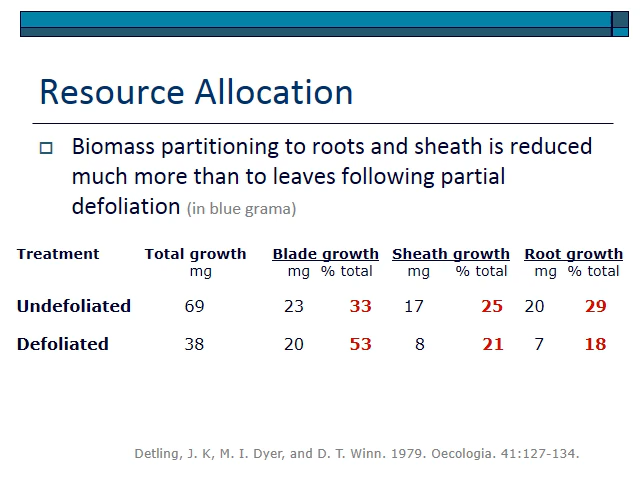 Resource Allocation
Biomass partitioning to roots and sheath is reduced
much more than to leaves following partial
defoliation (in blue grama)
Treatment Total growth Blade growth Sheath growth Root growth
mg mg % total mg % total mg % total
Undefoliated 69 23 33 17 25 20 29
Defoliated 38 20 53 8 21 7 18
Detling, J. K, M. I. Dyer, and D. T. Winn. 1979. Oecologia. 41:127-134.